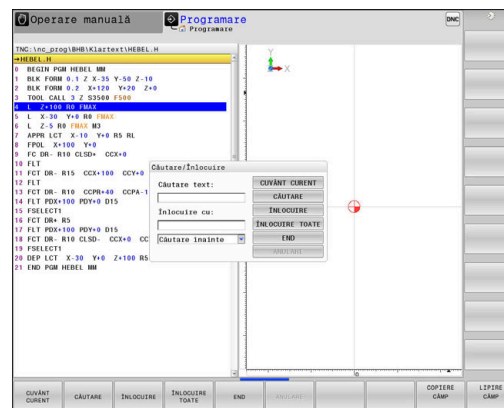 Operare manuală
Programare
Programare
DNC
TNC:\nc_prog\BHB\Klartext\HEBEL.H
→HEBEL.H
0 BEGIN PGM HEBEL MM
1 BLK FORM 0.1 Z X-35 Y-50 Z-10
2 BLK FORM 0.2 X+120 Y+20 Z+0
3 TOOL CALL 3 Z S3500 F500
4 L Z+100 R0 FMAX
5 L X-30 Y+0 R0 FMAX
6 L Z-5 R0 FMAX M3
7 APPR LCT X-10 Y+0 R5 RL
8 FPOL X+100 Y+0
9 FC DR- R10 CLSD+ CCX+0
10 FLT
11 FCT DR- R15 CCX+100 CCY+0
12 FLT
13 FCT DR- R10 CCPR+40 CCPA-1
14 FLT PDX+100 PDY+0 D15
15 FSELECT1
16 FCT DR+ R5
17 FLT PDX+100 PDY+0 D15
18 FCT DR- R10 CLSD- CCX+0 CC
19 FSELECT1
20 DEP LCT X-30 Y+0 Z+100 R5
21 END PGM HEBEL MM
Y
X
Căutare/Înlocuire
Căutare text:
Înlocuire cu:
Căutare înainte
CUVÂNT CURENT
CĂUTARE
ÎNLOCUIRE
ÎNLOCUIRE TOATE
END
ANULARE
0
CUVÂNT CURENT
CĂUTARE
ÎNLOCUIRE
ÎNLOCUIRE TOATE
END
ANULARE
COPIERE CÂMP
LIPIRE CÂMP